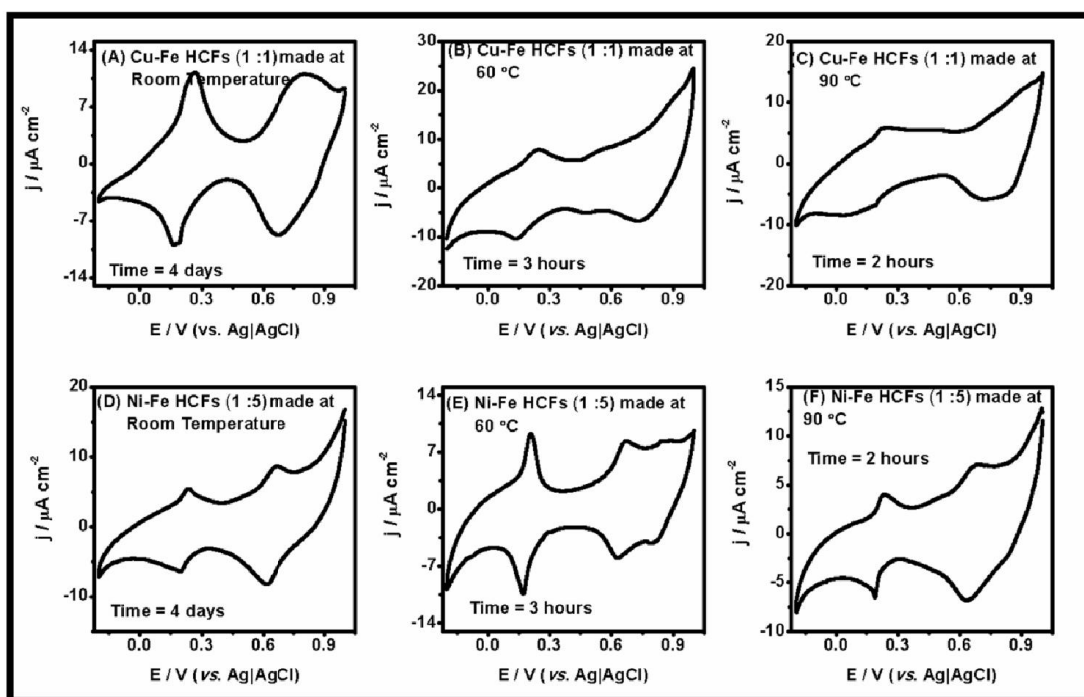 (A) Cu-Fe HCFs (1 :1)made at
Room Temperature
14
7
0
-7
-14
j / µA cm-2
Time = 4 days
0.0 0.3 0.6 0.9
E / V (vs. Ag|AgCl)
(B) Cu-Fe HCFs (1 :1) made at
60 °C
30
20
10
0
-10
-20
j / µA cm-2
Time = 3 hours
0.0 0.3 0.6 0.9
E / V (vs. Ag|AgCl)
C) Cu-Fe HCFs (1 :1) made at
90 °C
20
10
0
-10
-20
j / µA cm-2
Time = 2 hours
0.0 0.3 0.6 0.9
E / V (vs. Ag|AgCl)
(D) Ni-Fe HCFs (1 :5) made at
Room Temperature
20
10
0
-10
j / µA cm-2
Time = 4 days
0.0 0.3 0.6 0.9
E / V (vs. Ag|AgCl)
(E) Ni-Fe HCFs (1 :5) made at
60 °C
14
7
0
-7
-14
j / µA cm-2
Time = 3 hours
0.0 0.3 0.6 0.9
E / V (vs. Ag|AgCl)
(F) Ni-Fe HCFs (1 :5) made at
90 °C
15
10
5
0
-5
-10
j / µA cm-2
Time = 2 hours
0.0 0.3 0.6 0.9
E / V (vs. Ag|AgCl)